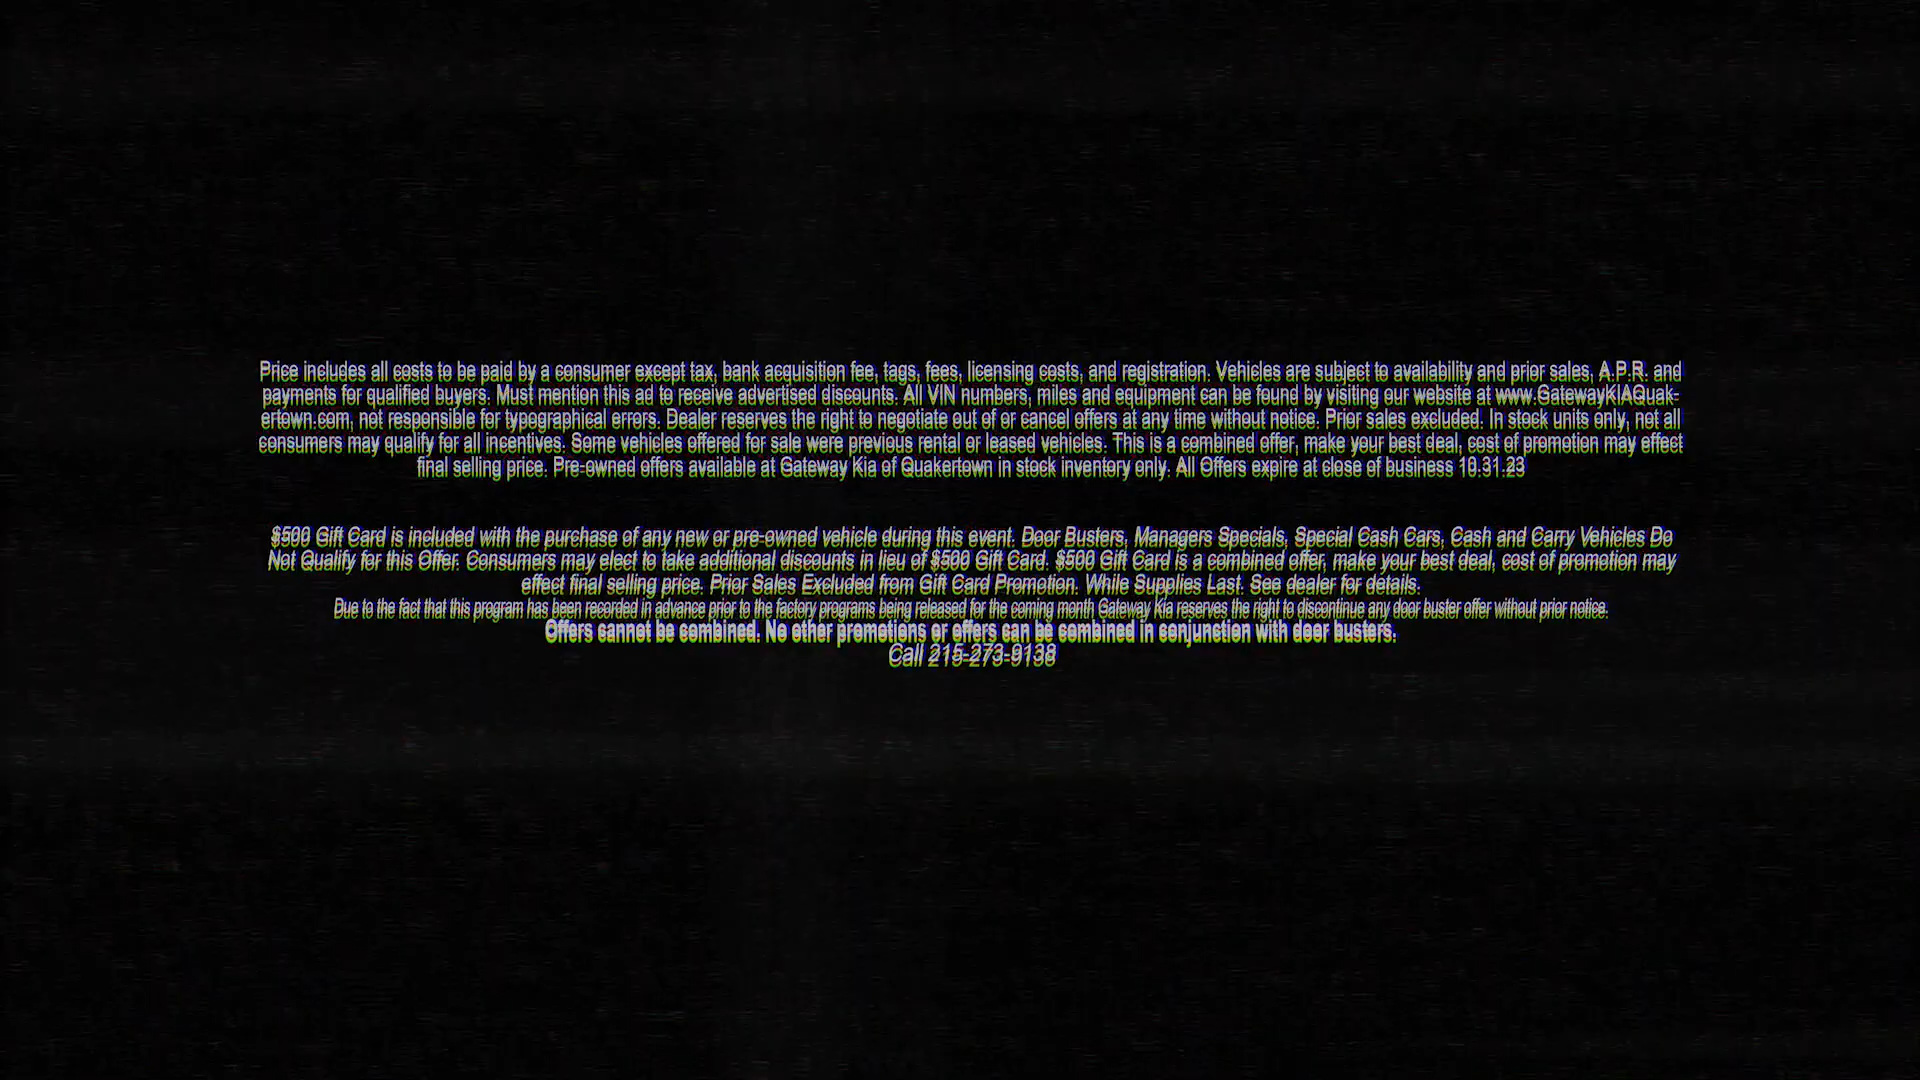 Price includes all costs to be paid by a consumer except tax, bank acquisition fee, tags, fees, licensing costs, and registration. Vehicles are subject to availability and prior sales, A.P.R. and
payments for qualified buyers. Must mention this ad to receive advertised discounts. All VIN numbers, miles and equipment can be found by visiting our website at www.GatewayKIAQuak-
ertown.com, not responsible for typographical errors. Dealer reserves the right to negotiate out of or cancel offers at any time without notice. Prior sales excluded. In stock units only, not all
consumers may qualify for all incentives. Some vehicles offered for sale were previous rental or leased vehicles. This is a combined offer, make your best deal, cost of promotion may effect
final selling price. Pre-owned offers available at Gateway Kia of Quakertown in stock inventory only. All Offers expire at close of business 10.31.23
$500 Gift Card is included with the purchase of any new or pre-owned vehicle during this event. Door Busters, Managers Specials, Special Cash Cars, Cash and Carry Vehicles Do
Not Qualify for this Offer. Consumers may elect to take additional discounts in lieu of $500 Gift Card. $500 Gift Card is a combined offer, make your best deal, cost of promotion may
effect final selling price. Prior Sales Excluded from Gift Card Promotion. While Supplies Last. See dealer for details.
Due to the fact that this program has been recorded in advance prior to the factory programs being released for the coming month Gateway Kia reserves the right to discontinue any door buster offer without prior notice.
Offers cannot be combined. No other promotions or offers can be combined in conjunction with door busters.
Call 215-273-9138